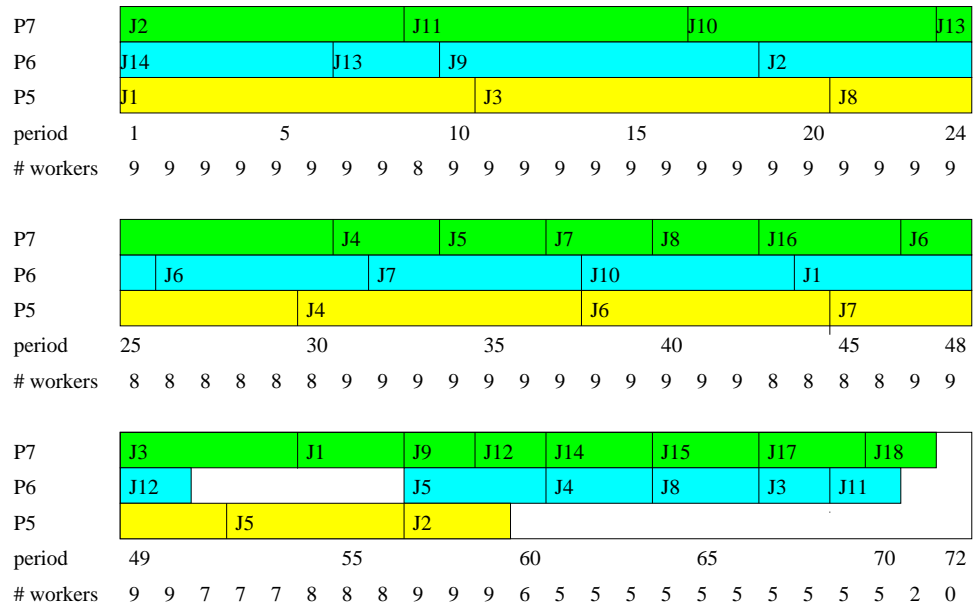 P7 J2 J11 J10 J13
P6 J14 J13 J9 J2
P5 J1 J3 J8
period 1 5 10 15 20 24
# workers 9 9 9 9 9 9 9 9 8 9 9 9 9 9 9 9 9 9 9 9 9 9 9 9
P7 J4 J5 J7 J8 J16 J6
P6 J6 J7 J10 J1
P5 J4 J6 J7
period 25 30 35 40 45 48
# workers 8 8 8 8 8 8 9 9 9 9 9 9 9 9 9 9 9 9 8 8 8 8 9 9
P7 J3 J1 J9 J12 J14 J15 J17 J18
P6 J12 J5 J4 J8 J3 J11
P5 J5 J2
period 49 55 60 65 70 72
# workers 9 9 7 7 7 8 8 8 9 9 9 6 5 5 5 5 5 5 5 5 5 5 2 0